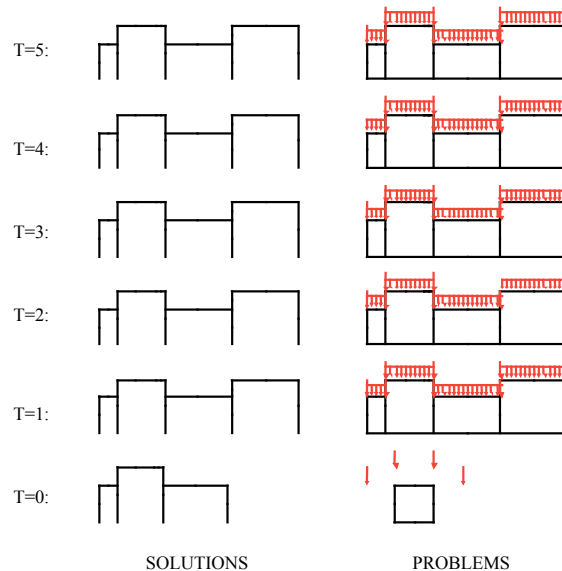 T=5:
T=4:
T=3:
T=2:
T=1:
T=0:
SOLUTIONS PROBLEMS